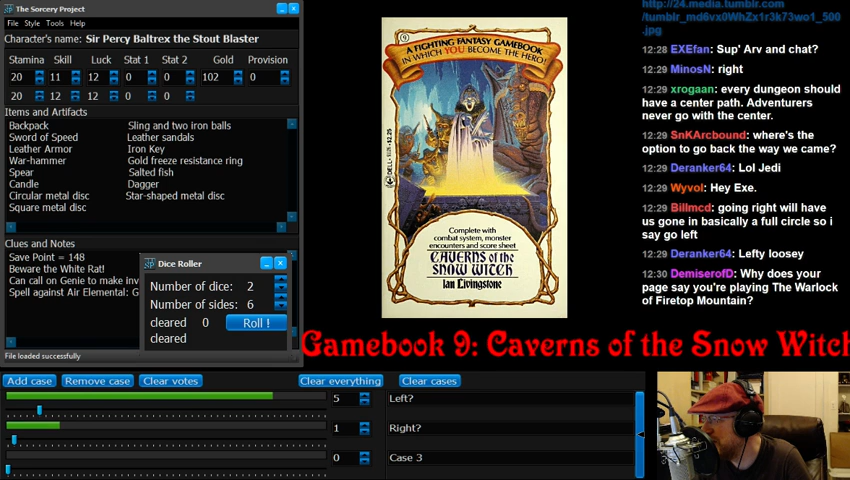 The Sorcery Project
File Style Tools Help
Character's name: Sir Percy Baltrex the Stout Blaster
Stamina Skill Luck Stat 1 Stat 2 Gold Provision
20 11 12 0 0 102 0
20 12 12 0 0
Items and Artifacts
Backpack Sling and two iron balls
Sword of Speed Leather sandals
Leather Armor Iron Key
War-hammer Gold freeze resistance ring
Spear Salted fish
Candle Dagger
Circular metal disc Star-shaped metal disc
Square metal disc
Clues and Notes
Save Point = 148
Beware the White Rat!
Can call on Genie to make inv
Spell against Air Elemental: G
File loaded successfully
Dice Roller
Number of dice: 2
Number of sides: 6
cleared 0 Roll !
cleared
9
A FIGHTING FANTASY GAMEBOOK
IN WHICH YOU BECOME THE HERO!
Complete with
combat system, monster
encounters and score sheet
CAVERNS of the
SNOW WITCH
Ian Livingstone
http://24.media.tumblr.com
/tumblr_md6vx0WhZx1r3k73wo1_500
.jpg
12:28 EXEfan: Sup' Arv and chat?
12:29 MinosN: right
12:29 xrogaan: every dungeon should
have a center path. Adventurers
never go with the center.
12:29 SnKArcbound: where's the
option to go back the way we came?
12:29 Deranker64: Lol Jedi
12:29 Wyvol: Hey Exe.
12:29 Billmcd: going right will have
us gone in basically a full circle so i
say go left
12:29 Deranker64: Lefty loosey
12:30 DemiserofD: Why does your
page say you're playing The Warlock
of Firetop Mountain?
Gamebook 9: Caverns of the Snow Witch
Add case Remove case Clear votes Clear everything Clear cases
5 Left?
1 Right?
0 Case 3